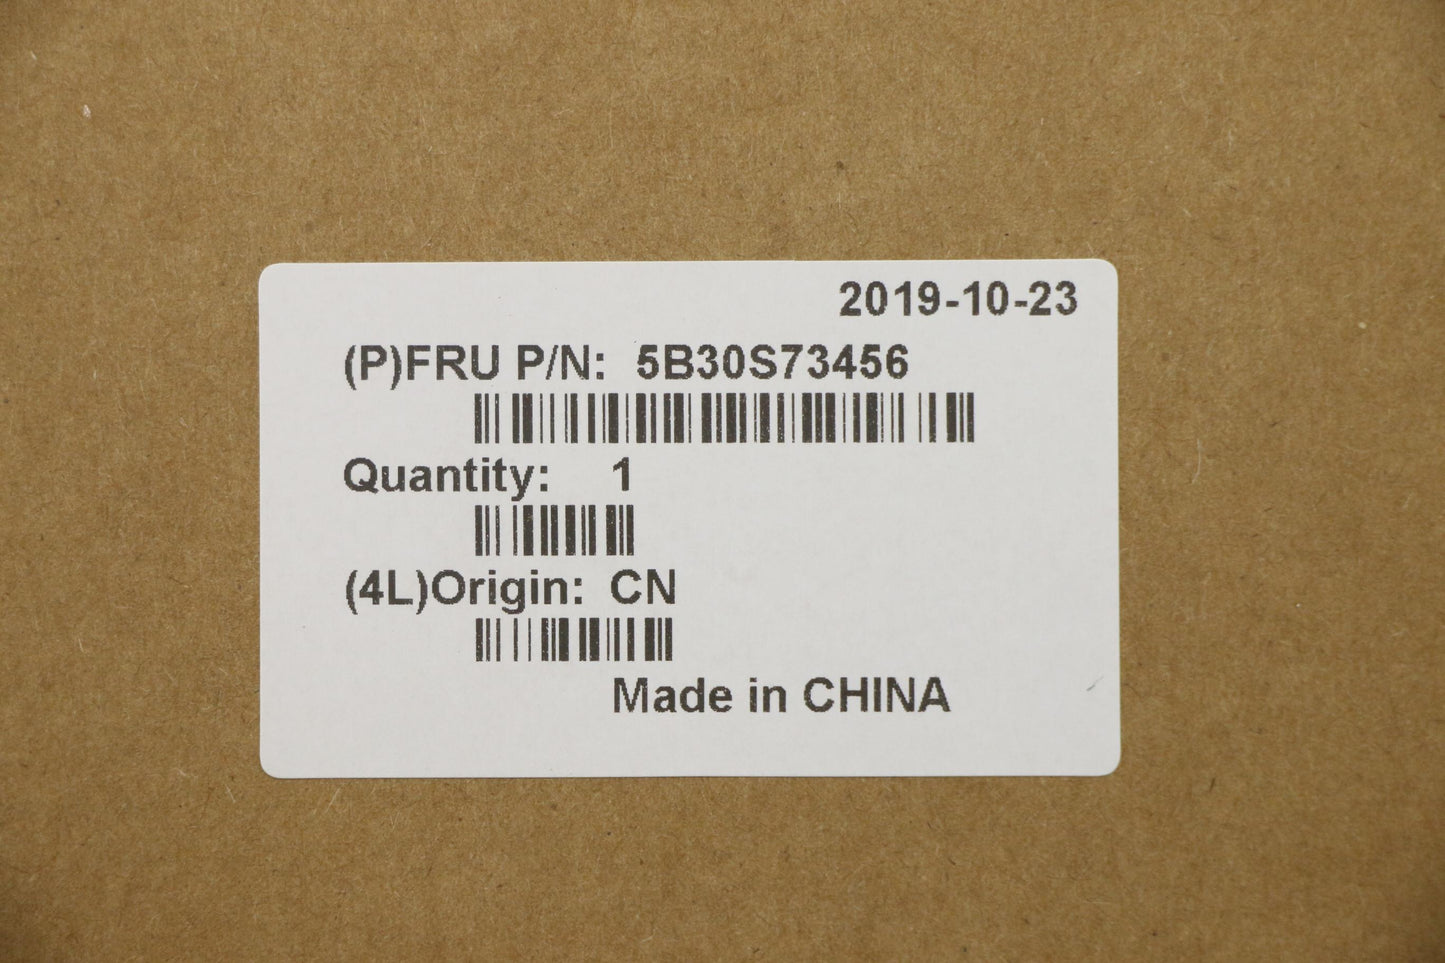 2019-10-23
(P)FRU P/N: 5B30S73456
Quantity: 1
(4L)Origin: CN
Made in CHINA